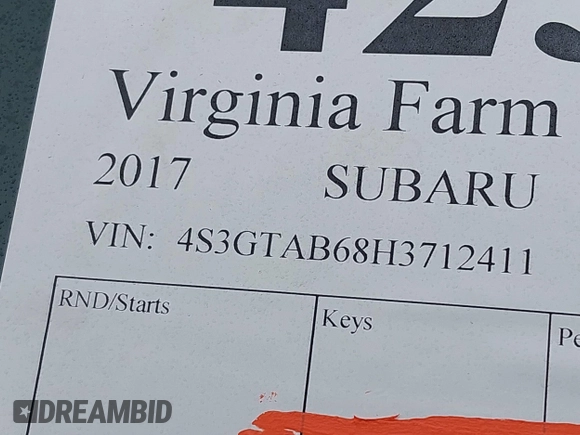 Virginia Farm
2017 SUBARU
VIN: 4S3GTAB68H3712411
RND/Starts Keys
DREAMBID